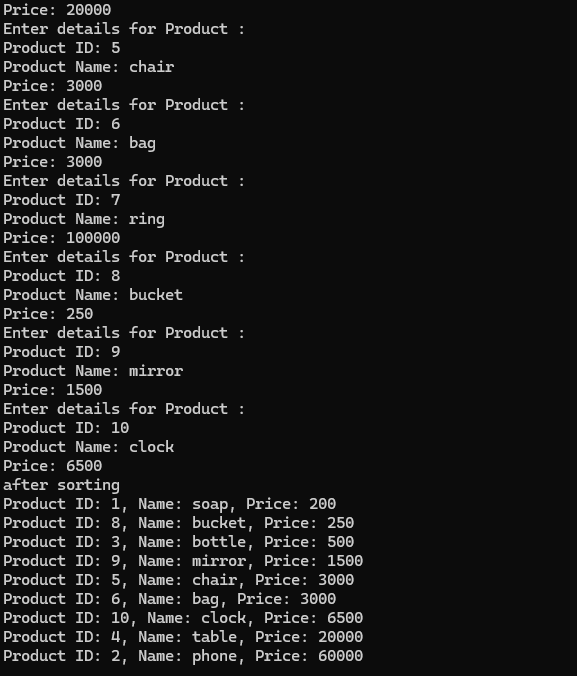 Price: 20000
Enter details for Product :
Product ID: 5
Product Name: chair
Price: 3000
Enter details for Product :
Product ID: 6
Product Name: bag
Price: 3000
Enter details for Product :
Product ID: 7
Product Name: ring
Price: 100000
Enter details for Product :
Product ID: 8
Product Name: bucket
Price: 250
Enter details for Product :
Product ID: 9
Product Name: mirror
Price: 1500
Enter details for Product :
Product ID: 10
Product Name: clock
Price: 6500
after sorting
Product ID: 1, Name: soap, Price: 200
Product ID: 8, Name: bucket, Price: 250
Product ID: 3, Name: bottle, Price: 500
Product ID: 9, Name: mirror, Price: 1500
Product ID: 5, Name: chair, Price: 3000
Product ID: 6, Name: bag, Price: 3000
Product ID: 10, Name: clock, Price: 6500
Product ID: 4, Name: table, Price: 20000
Product ID: 2, Name: phone, Price: 60000